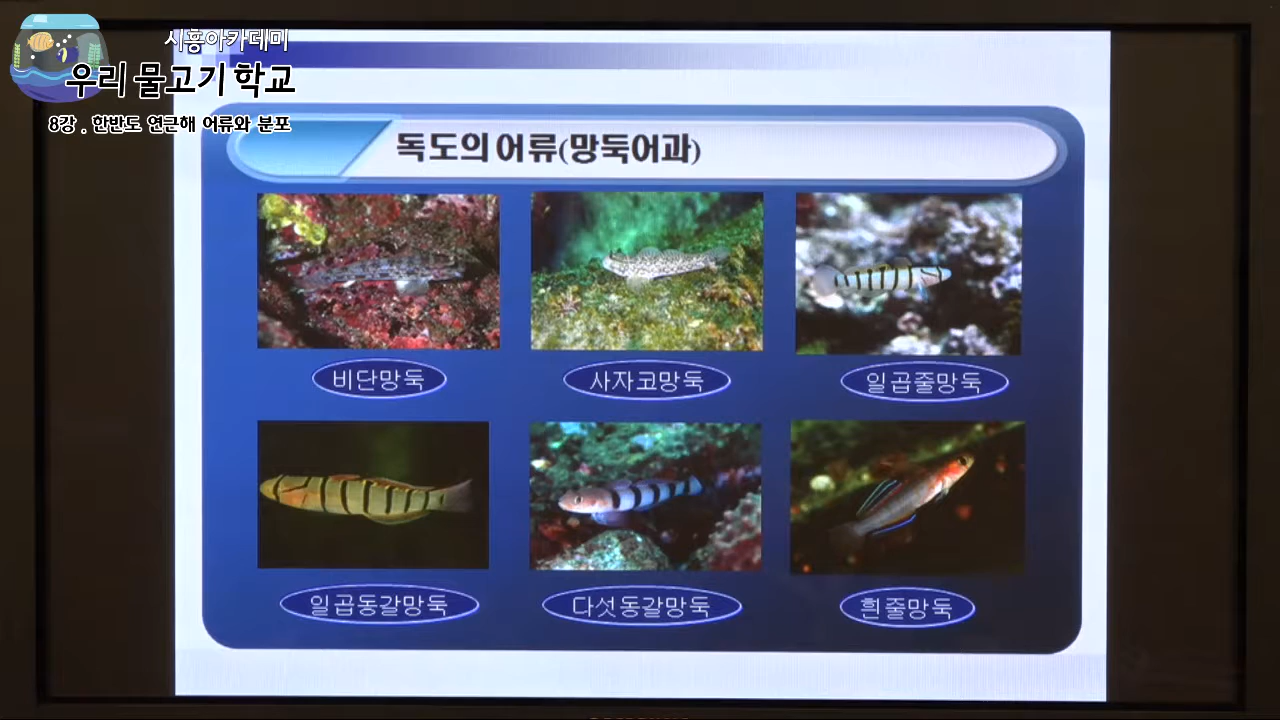 시흥아카데미
우리 물고기 학교
8강 . 한반도 연근해 어류와 분포
독도의 어류(망둑어과)
비단망둑
사자코망둑
일곱줄망둑
일곱동갈망둑
다섯동갈망둑
흰줄망둑